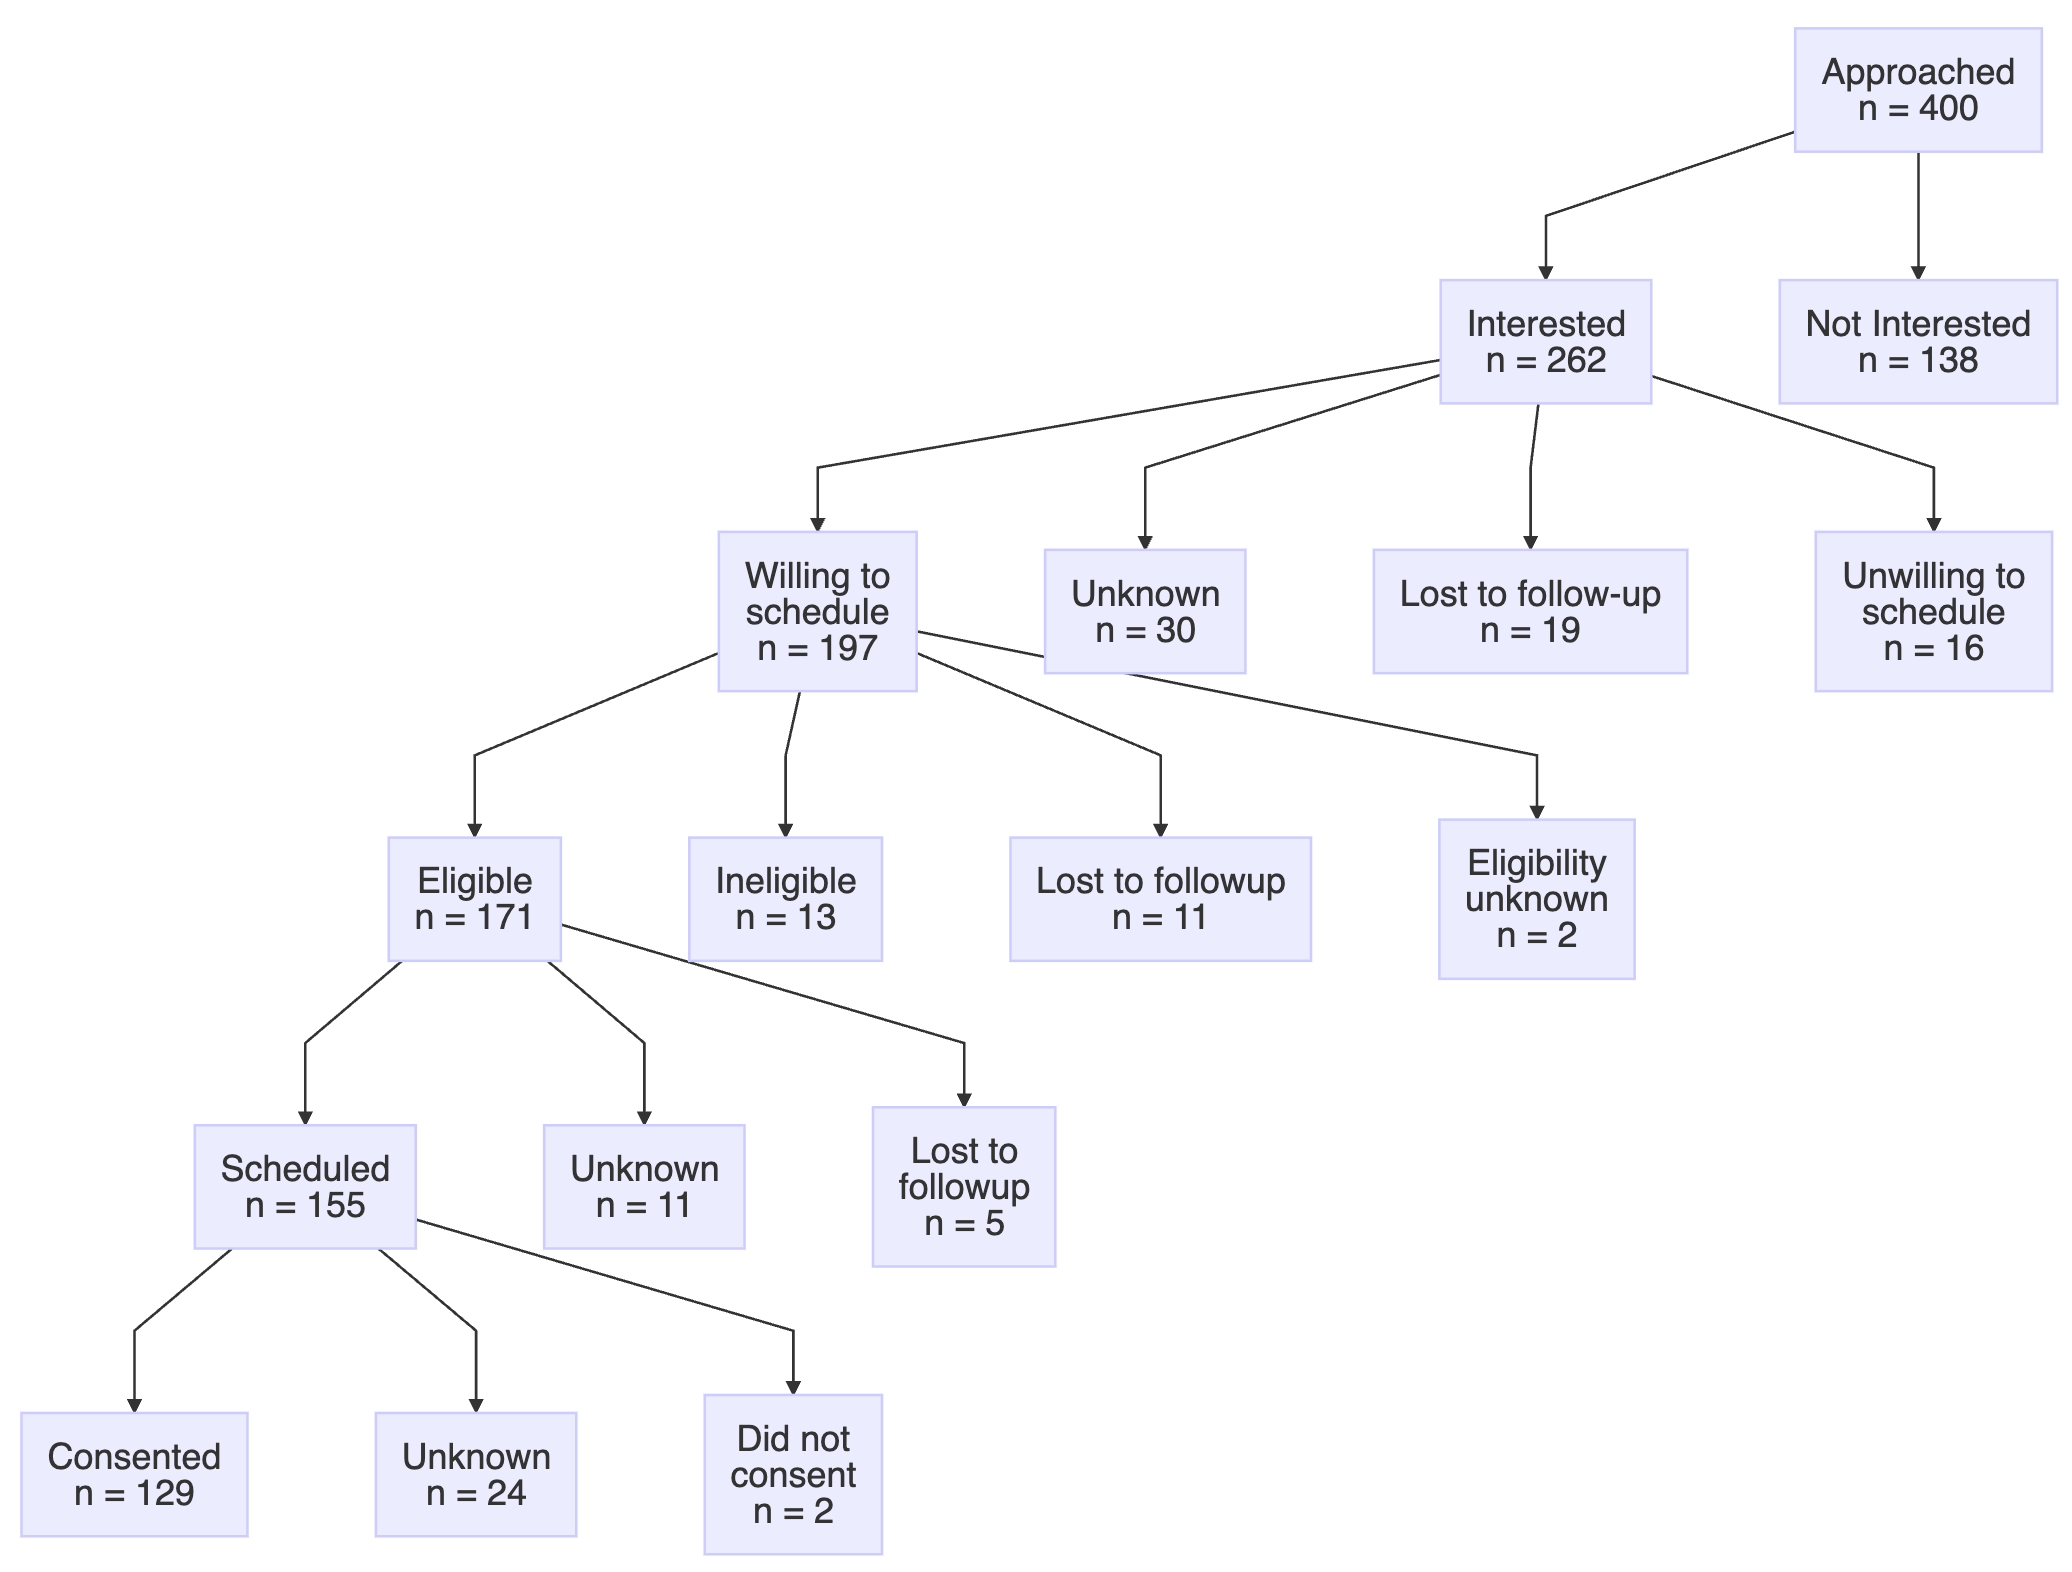 Approached
n = 400
Interested
n = 262
Not Interested
n = 138
Willing to
schedule
n = 197
Unknown
n = 30
Lost to follow-up
n = 19
Unwilling to
schedule
n = 16
Eligible
n = 171
Ineligible
n = 13
Lost to followup
n = 11
Eligibility
unknown
n = 2
Scheduled
n = 155
Unknown
n = 11
Lost to
followup
n = 5
Consented
n = 129
Unknown
n = 24
Did not
consent
n = 2